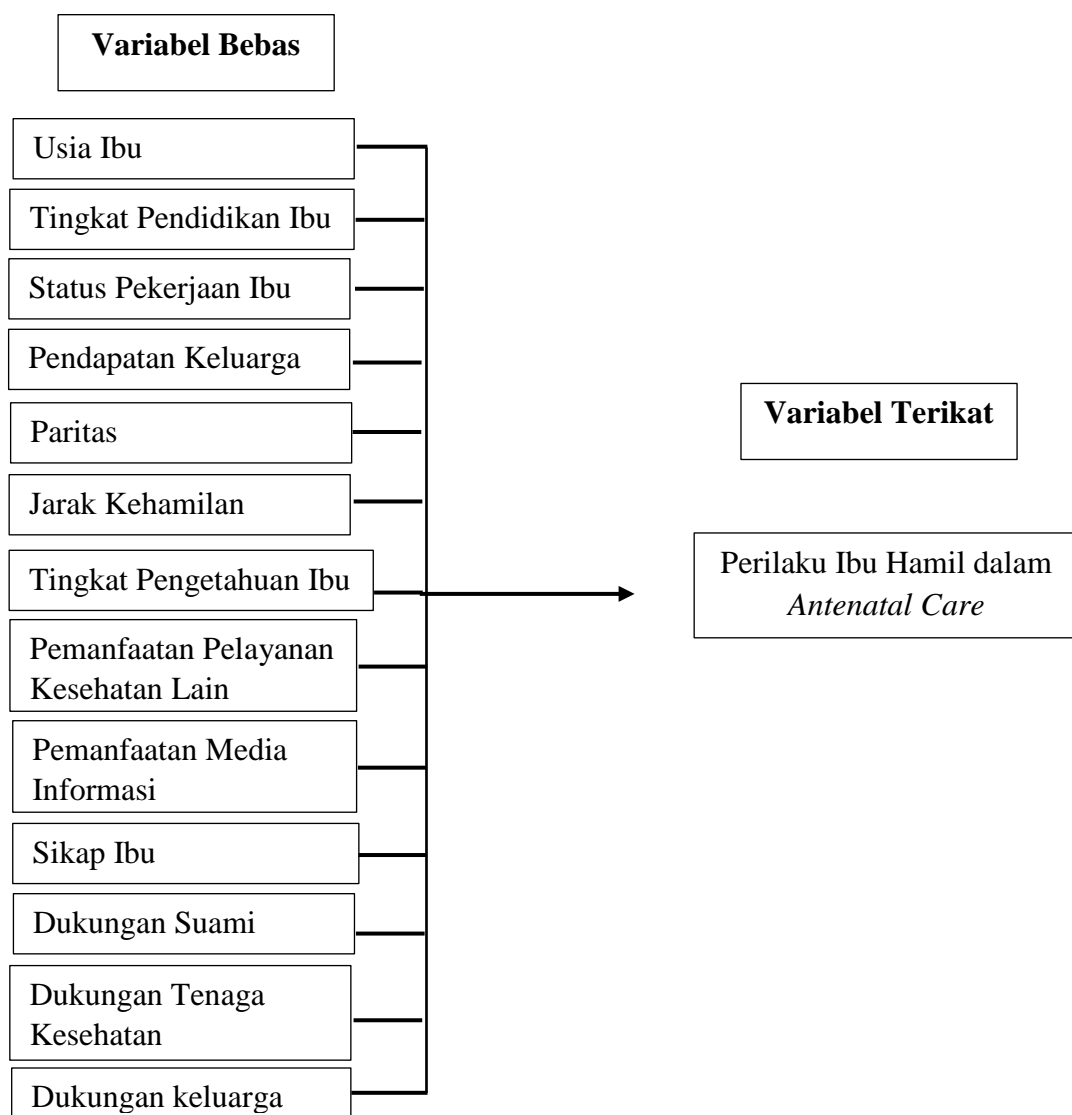 Variabel Bebas
Usia Ibu
Tingkat Pendidikan Ibu
Status Pekerjaan Ibu
Pendapatan Keluarga
Paritas
Jarak Kehamilan
Tingkat Pengetahuan Ibu
Pemanfaatan Pelayanan
Kesehatan Lain
Pemanfaatan Media
Informasi
Sikap Ibu
Dukungan Suami
Dukungan Tenaga
Kesehatan
Dukungan keluarga
Variabel Terikat
Perilaku Ibu Hamil dalam
Antenatal Care